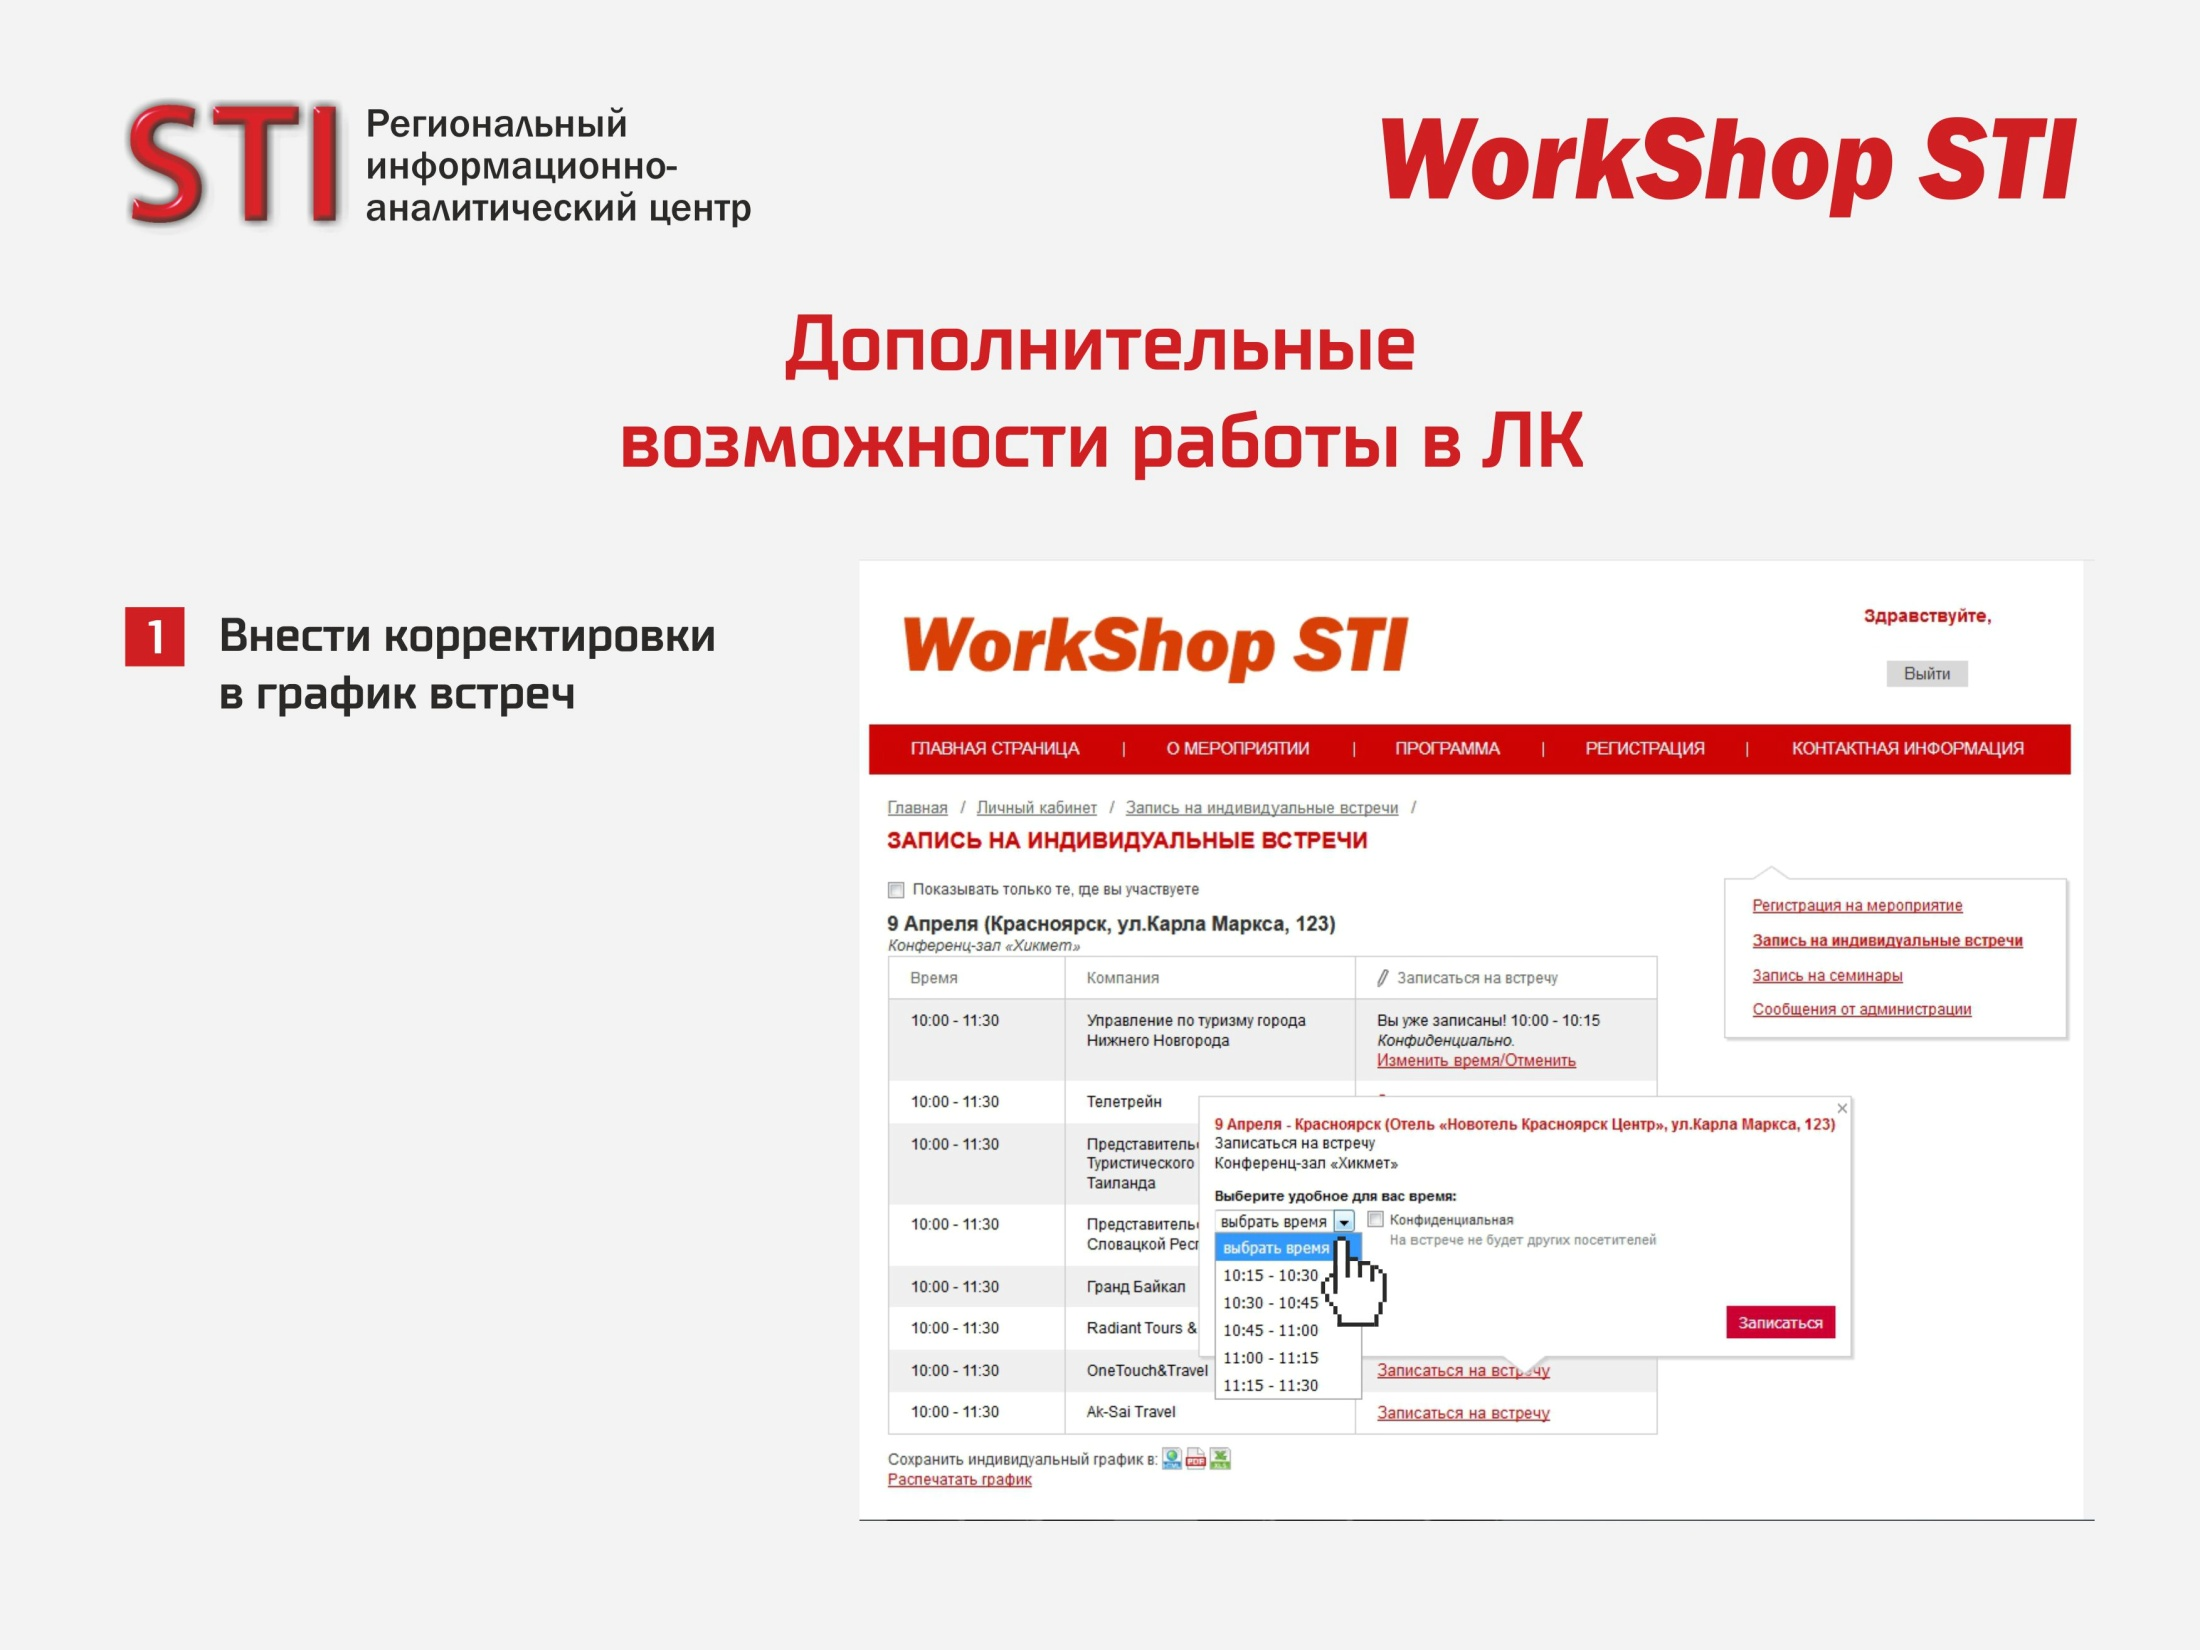 STI
Региональный
информационно-
аналитический центр
WorkShop STI
Дополнительные
возможности работы в ЛК
1 Внести корректировки
в график встреч
WorkShop STI
Здравствуйте,
Выйти
ГЛАВНАЯ СТРАНИЦА | О МЕРОПРИЯТИИ | ПРОГРАММА | РЕГИСТРАЦИЯ | КОНТАКТНАЯ ИНФОРМАЦИЯ
Главная / Личный кабинет / Запись на индивидуальные встречи /
ЗАПИСЬ НА ИНДИВИДУАЛЬНЫЕ ВСТРЕЧИ
Показывать только те, где вы участвуете
9 Апреля (Красноярск, ул.Карла Маркса, 123)
Конференц-зал «Хикмет»
Время Компания Записаться на встречу
10:00 - 11:30 Управление по туризму города Вы уже записаны! 10:00 - 10:15
Нижнего Новгорода Конфиденциально.
Изменить время/Отменить
10:00 - 11:30 Телетрейн
10:00 - 11:30 Представитель
Туристического
Таиланда
10:00 - 11:30 Представитель
Словацкой Рес
10:00 - 11:30 Гранд Байкал
10:00 - 11:30 Radiant Tours &
10:00 - 11:30 OneTouch&Travel Записаться на встречу
10:00 - 11:30 Ak-Sai Travel Записаться на встречу
Сохранить индивидуальный график в: PDF XLS
Распечатать график
Регистрация на мероприятие
Запись на индивидуальные встречи
Запись на семинары
Сообщения от администрации
9 Апреля - Красноярск (Отель «Новотель Красноярск Центр», ул.Карла Маркса, 123)
Записаться на встречу
Конференц-зал «Хикмет»
Выберите удобное для вас время:
выбрать время Конфиденциальная
На встрече не будет других посетителей
выбрать время
10:15 - 10:30
10:30 - 10:45
10:45 - 11:00
11:00 - 11:15
11:15 - 11:30
Записаться